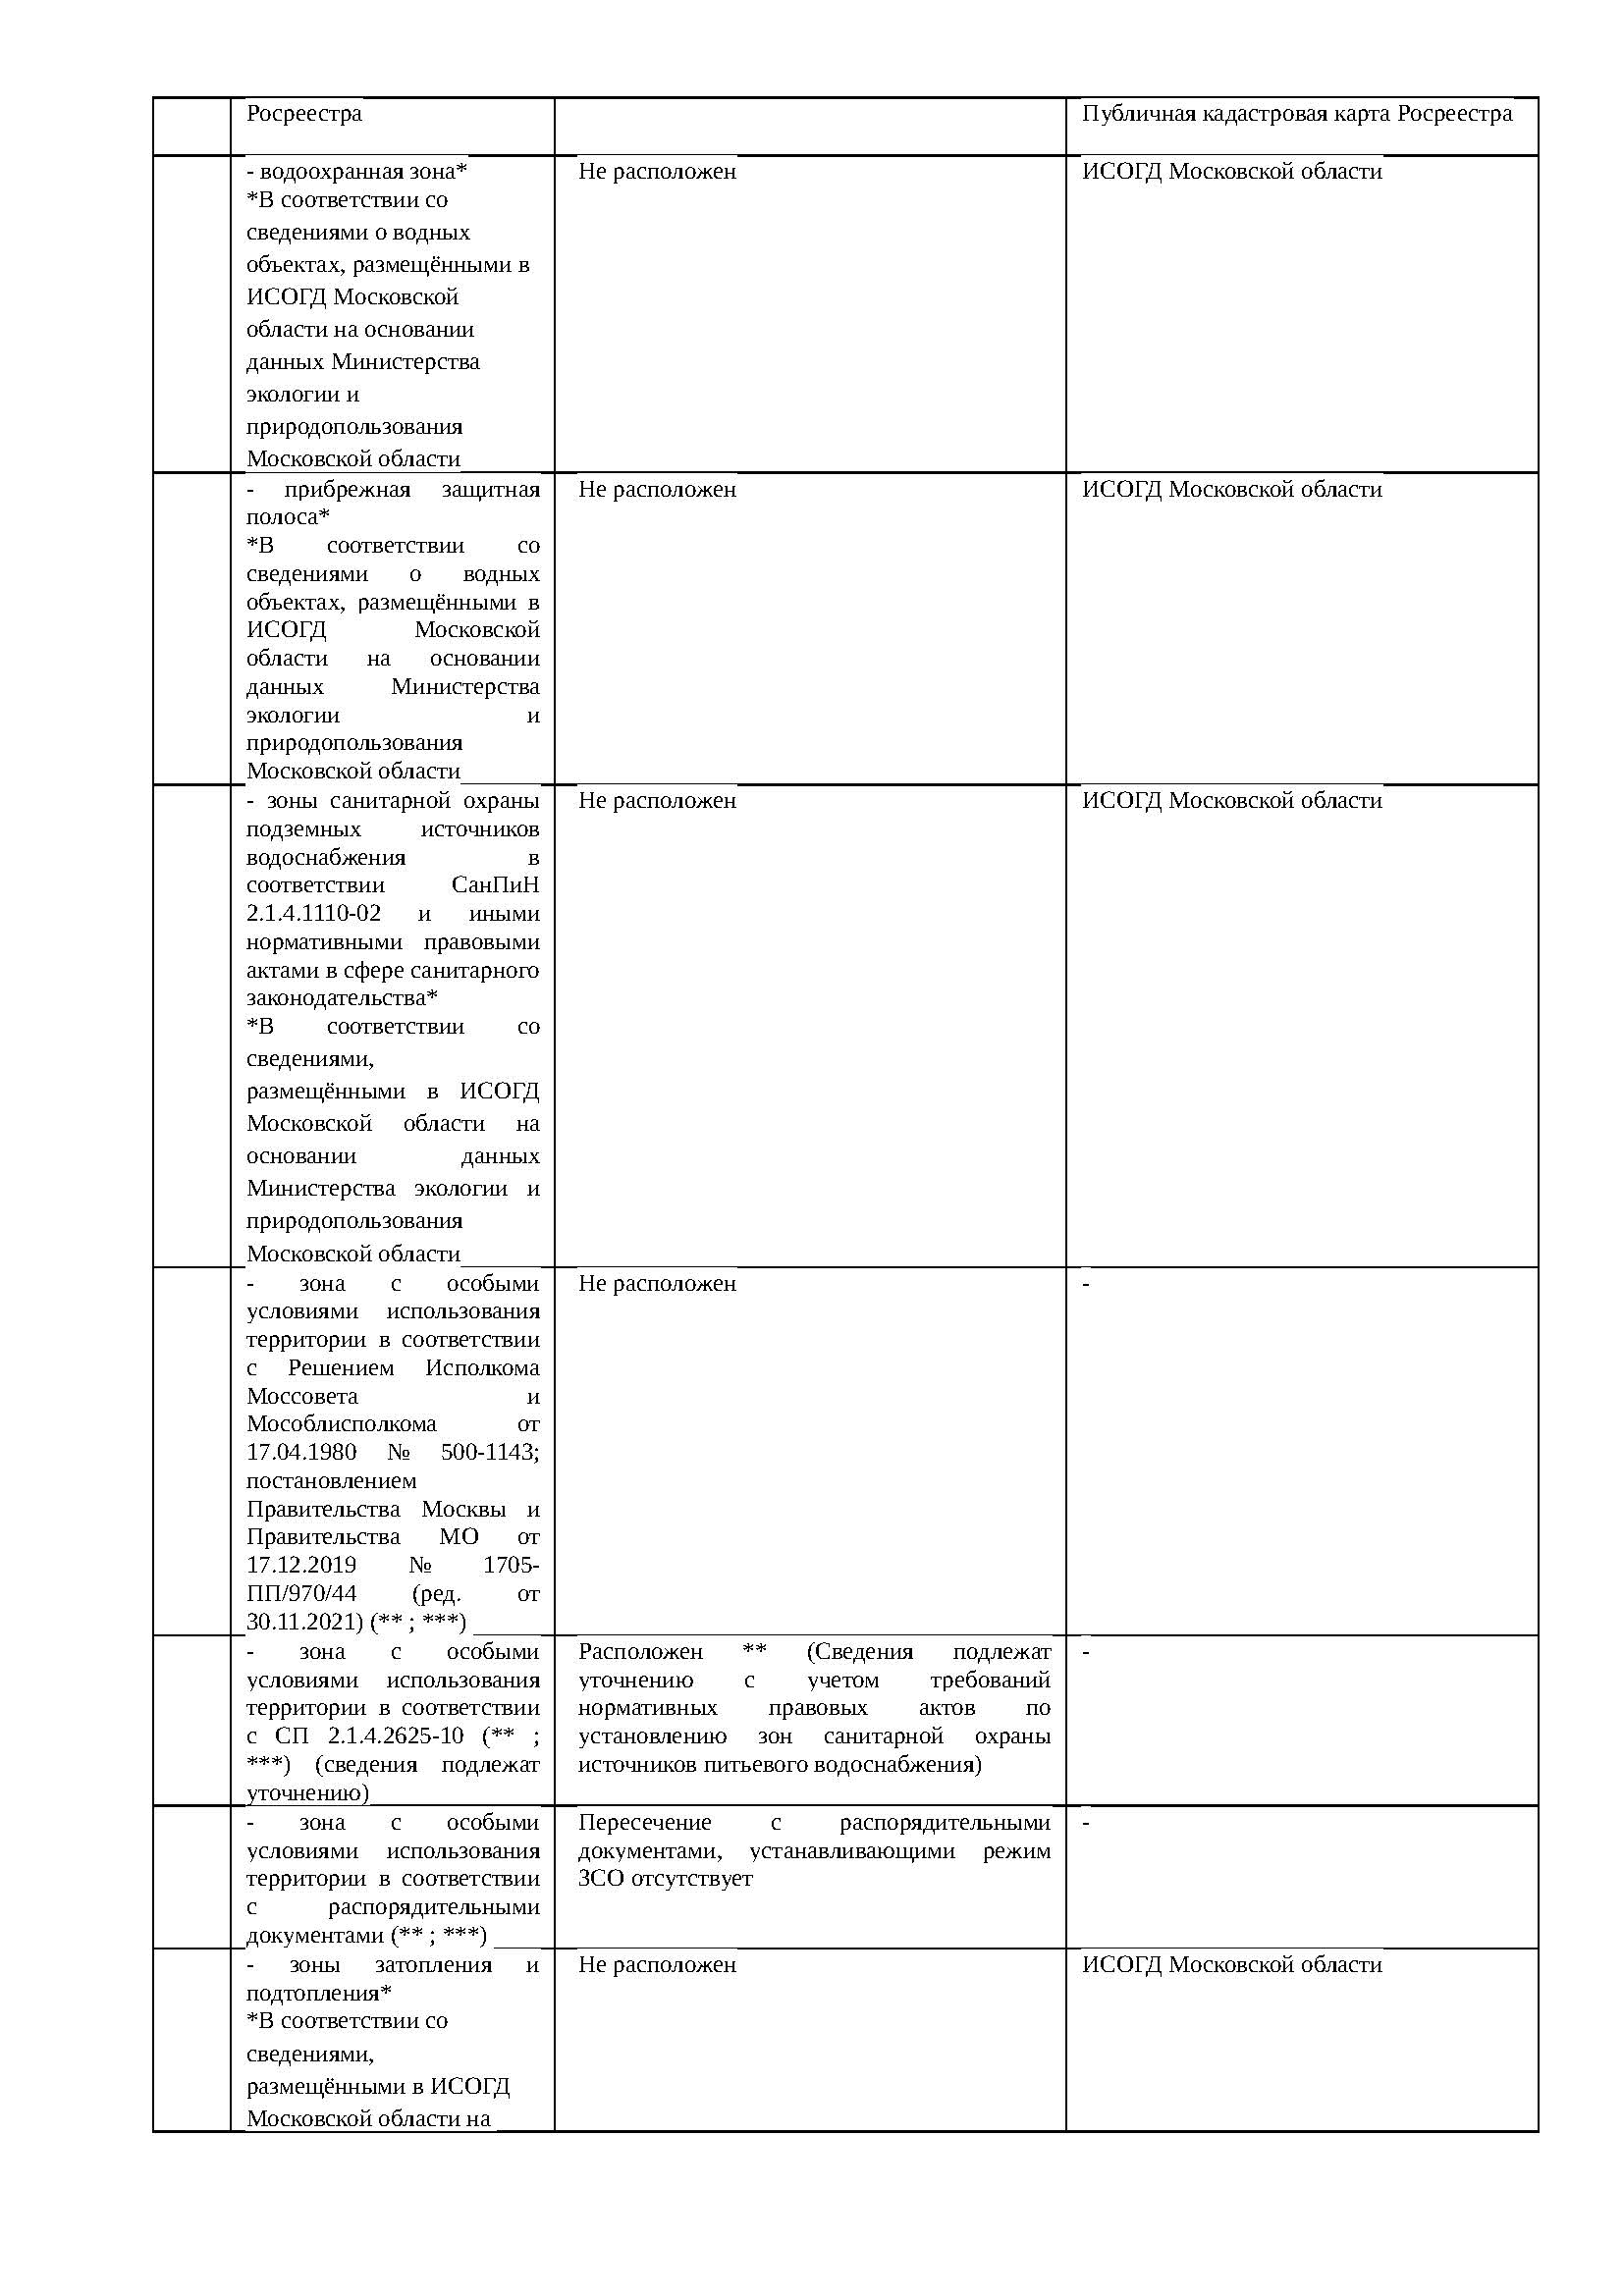 Росреестра
Публичная кадастровая карта Росреестра
- водоохранная зона*
*В соответствии со
сведениями о водных
объектах, размещёнными в
ИСОГД Московской
области на основании
данных Министерства
экологии и
природопользования
Московской области
Не расположен
ИСОГД Московской области
- прибрежная защитная
полоса*
*В соответствии со
сведениями о водных
объектах, размещёнными в
ИСОГД Московской
области на основании
данных Министерства
экологии и
природопользования
Московской области
Не расположен
ИСОГД Московской области
- зоны санитарной охраны
подземных источников
водоснабжения в
соответствии СанПиН
2.1.4.1110-02 и иными
нормативными правовыми
актами в сфере санитарного
законодательства*
*В соответствии со
сведениями,
размещёнными в ИСОГД
Московской области на
основании данных
Министерства экологии и
природопользования
Московской области
Не расположен
ИСОГД Московской области
- зона с особыми
условиями использования
территории в соответствии
с Решением Исполкома
Моссовета и
Мособлисполкома от
17.04.1980 № 500-1143;
постановлением
Правительства Москвы и
Правительства МО от
17.12.2019 № 1705-
ПП/970/44 (ред. от
30.11.2021) (** ; ***)
Не расположен
-
- зона с особыми
условиями использования
территории в соответствии
с СП 2.1.4.2625-10 (** ;
***) (сведения подлежат
уточнению)
Расположен ** (Сведения подлежат
уточнению с учетом требований
нормативных правовых актов по
установлению зон санитарной охраны
источников питьевого водоснабжения)
-
- зона с особыми
условиями использования
территории в соответствии
с распорядительными
документами (** ; ***)
Пересечение с распорядительными
документами, устанавливающими режим
ЗСО отсутствует
-
- зоны затопления и
подтопления*
*В соответствии со
сведениями,
размещёнными в ИСОГД
Московской области на
Не расположен
ИСОГД Московской области